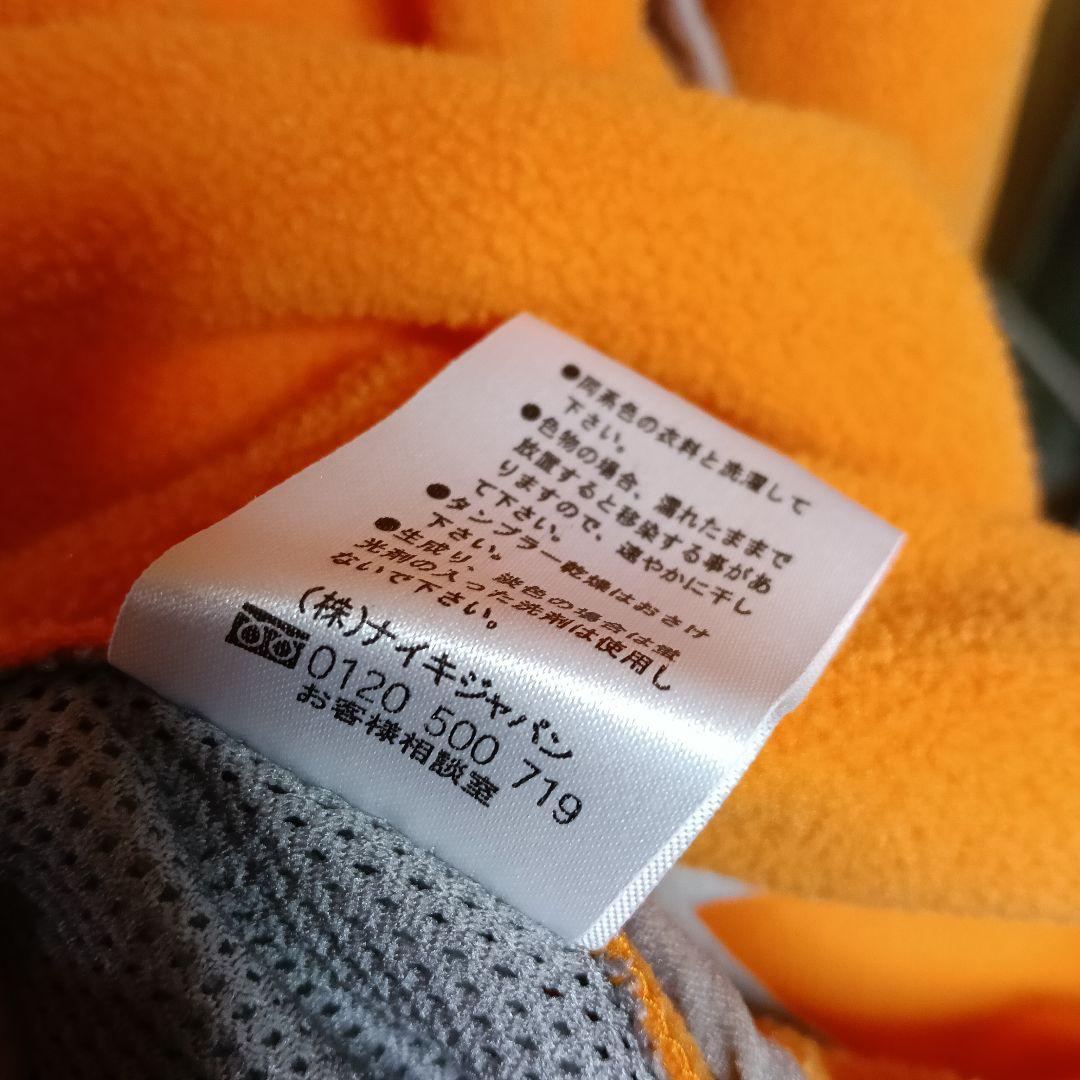 ●同系色の衣料と洗濯して
下さい。
●色物の場合、濡れたままで
放置すると移染する事があ
りますので、速やかに干し
て下さい。
●タンブラー乾燥はおさけ
下さい。
●生成り、淡色の場合は蛍
光剤の入った洗剤は使用し
ないで下さい。
(株)ナイキジャパン
0120 500 719
お客様相談室